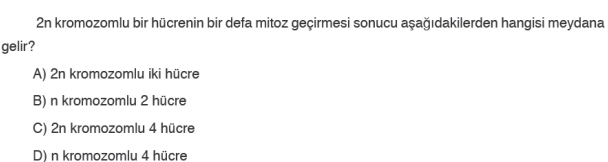 2n kromozomlu bir hücrenin bir defa mitoz geçirmesi sonucu aşağıdakilerden hangisi meydana
gelir?
A) 2n kromozomlu iki hücre
B) n kromozomlu 2 hücre
C) 2n kromozomlu 4 hücre
D) n kromozomlu 4 hücre